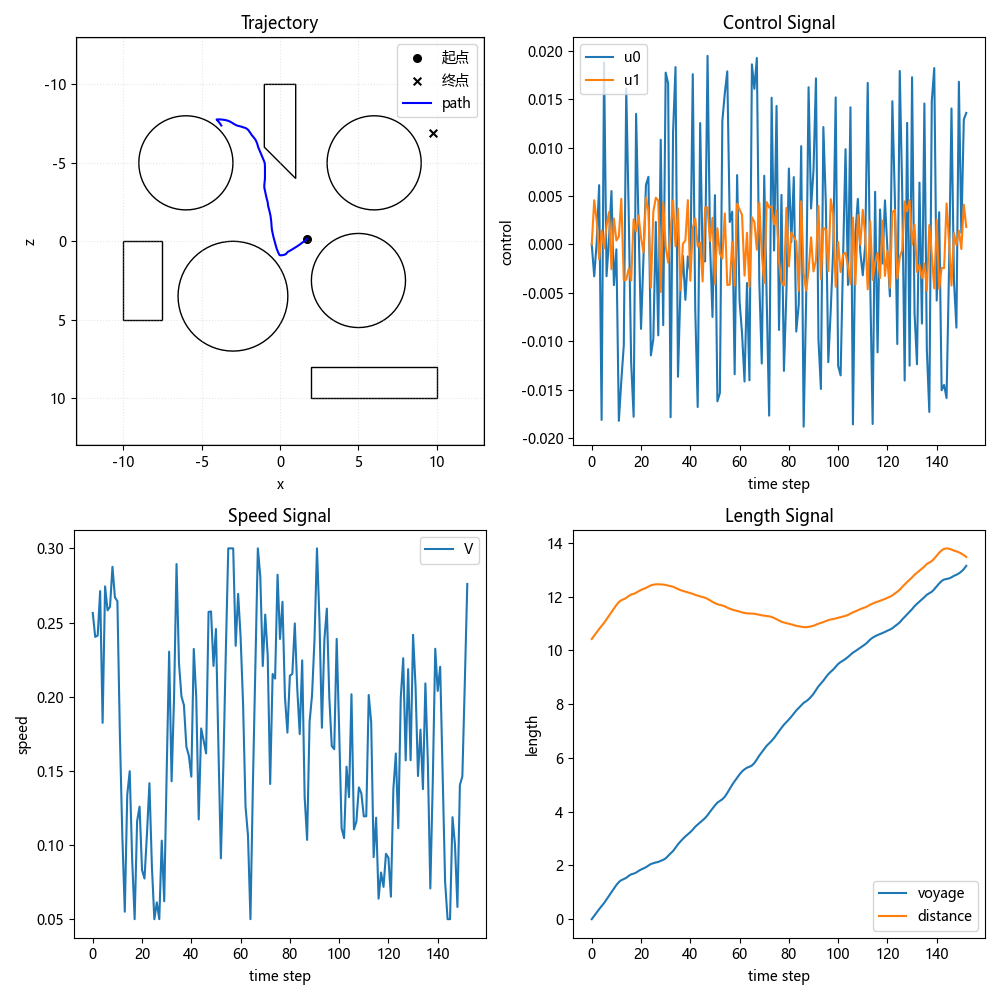 Trajectory
-10
-5
0
5
10
z
-10
-5
0
5
10
x
起点
终点
path
Control Signal
0.020
0.015
0.010
0.005
0.000
-0.005
-0.010
-0.015
-0.020
control
0
20
40
60
80
100
120
140
time step
u0
u1
Speed Signal
0.30
0.25
0.20
0.15
0.10
0.05
speed
0
20
40
60
80
100
120
140
time step
V
Length Signal
14
12
10
8
6
4
2
0
length
0
20
40
60
80
100
120
140
time step
voyage
distance